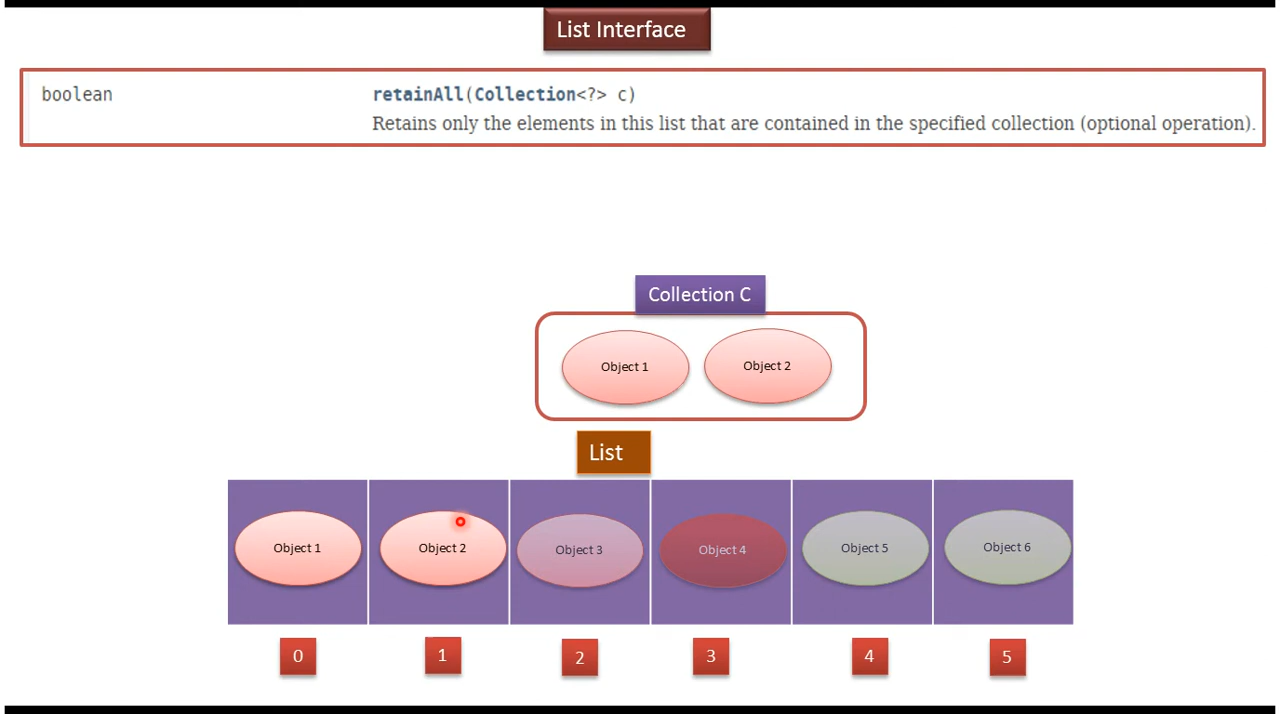 List Interface
boolean retainAll(Collection<?> c)
Retains only the elements in this list that are contained in the specified collection (optional operation).
Collection C
Object 1 Object 2
List
Object 1 Object 2 Object 3 Object 4 Object 5 Object 6
0 1 2 3 4 5